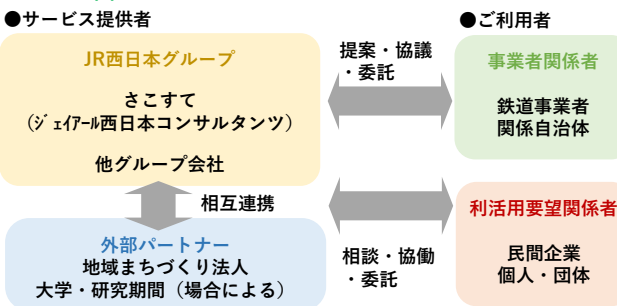 ●サービス提供者
JR西日本グループ
さこすて
(ｼﾞｪｲｱｰﾙ西日本コンサルタンツ)
他グループ会社
相互連携
外部パートナー
地域まちづくり法人
大学・研究期間（場合による）
提案・協議
・委託
相談・協働
・委託
●ご利用者
事業者関係者
鉄道事業者
関係自治体
利活用要望関係者
民間企業
個人・団体